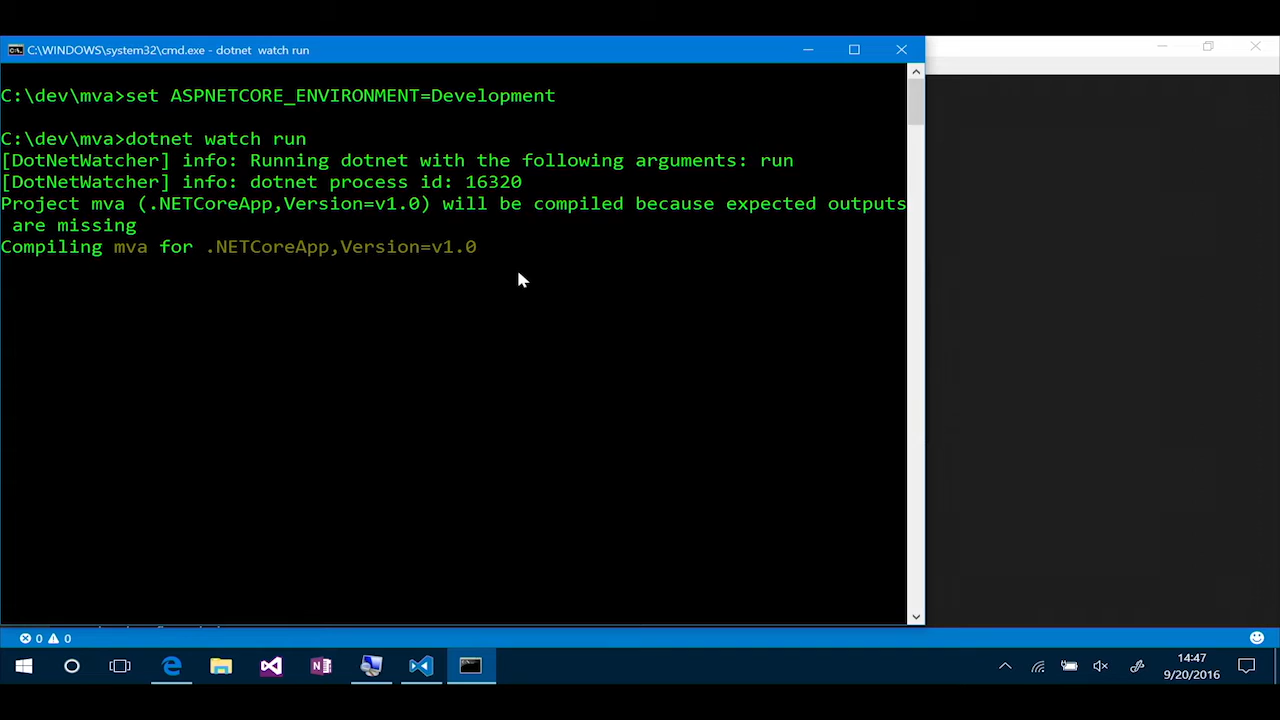 C:\WINDOWS\system32\cmd.exe - dotnet  watch run
C:\dev\mva>set ASPNETCORE_ENVIRONMENT=Development
C:\dev\mva>dotnet watch run
[DotNetWatcher] info: Running dotnet with the following arguments: run
[DotNetWatcher] info: dotnet process id: 16320
Project mva (.NETCoreApp,Version=v1.0) will be compiled because expected outputs
are missing
Compiling mva for .NETCoreApp,Version=v1.0
0 0
14:47
9/20/2016